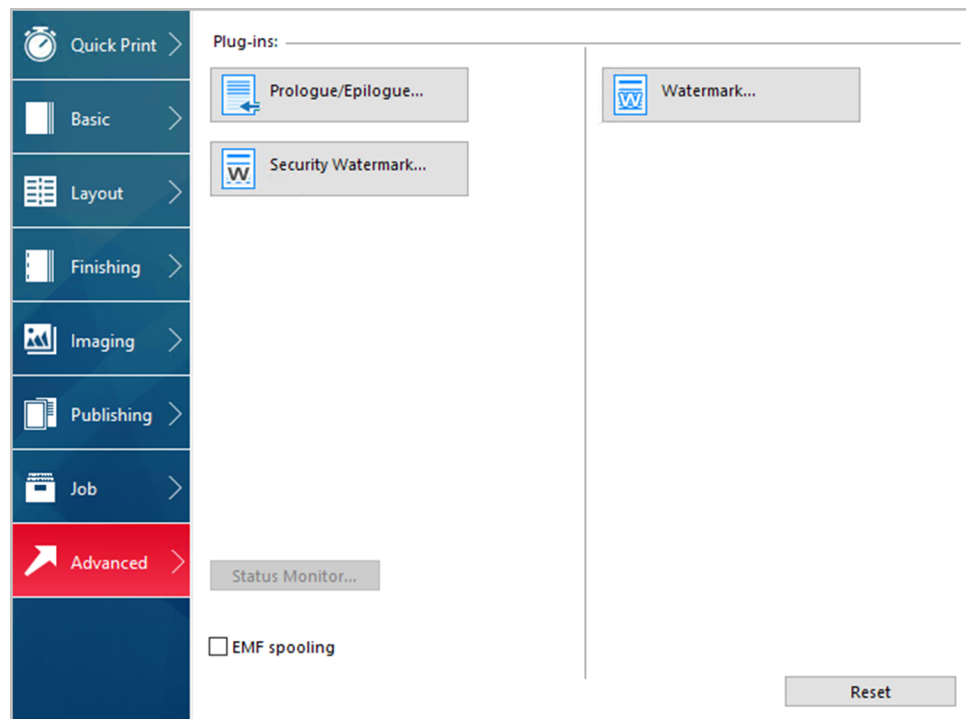 Quick Print
Basic
Layout
Finishing
Imaging
Publishing
Job
Advanced
Plug-ins:
Prologue/Epilogue...
Watermark...
Security Watermark...
Status Monitor...
EMF spooling
Reset